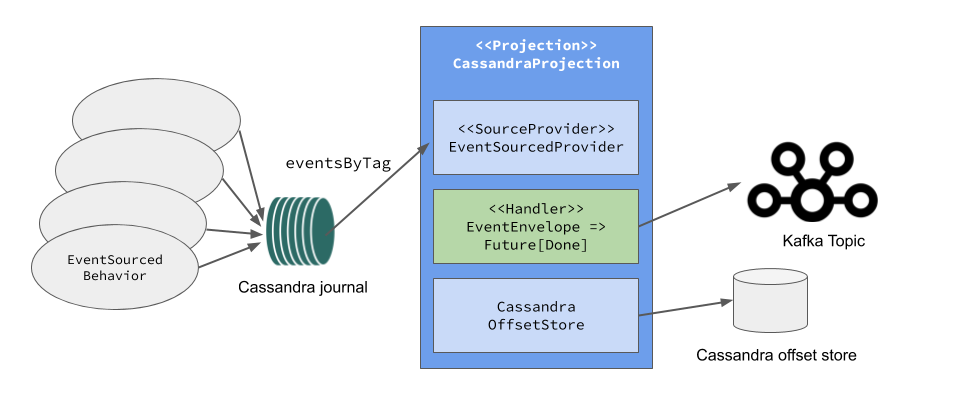 EventSourced
Behavior
Cassandra journal
eventsByTag
<<Projection>>
CassandraProjection
<<SourceProvider>>
EventSourcedProvider
<<Handler>>
EventEnvelope =>
Future[Done]
Cassandra
OffsetStore
Kafka Topic
Cassandra offset store